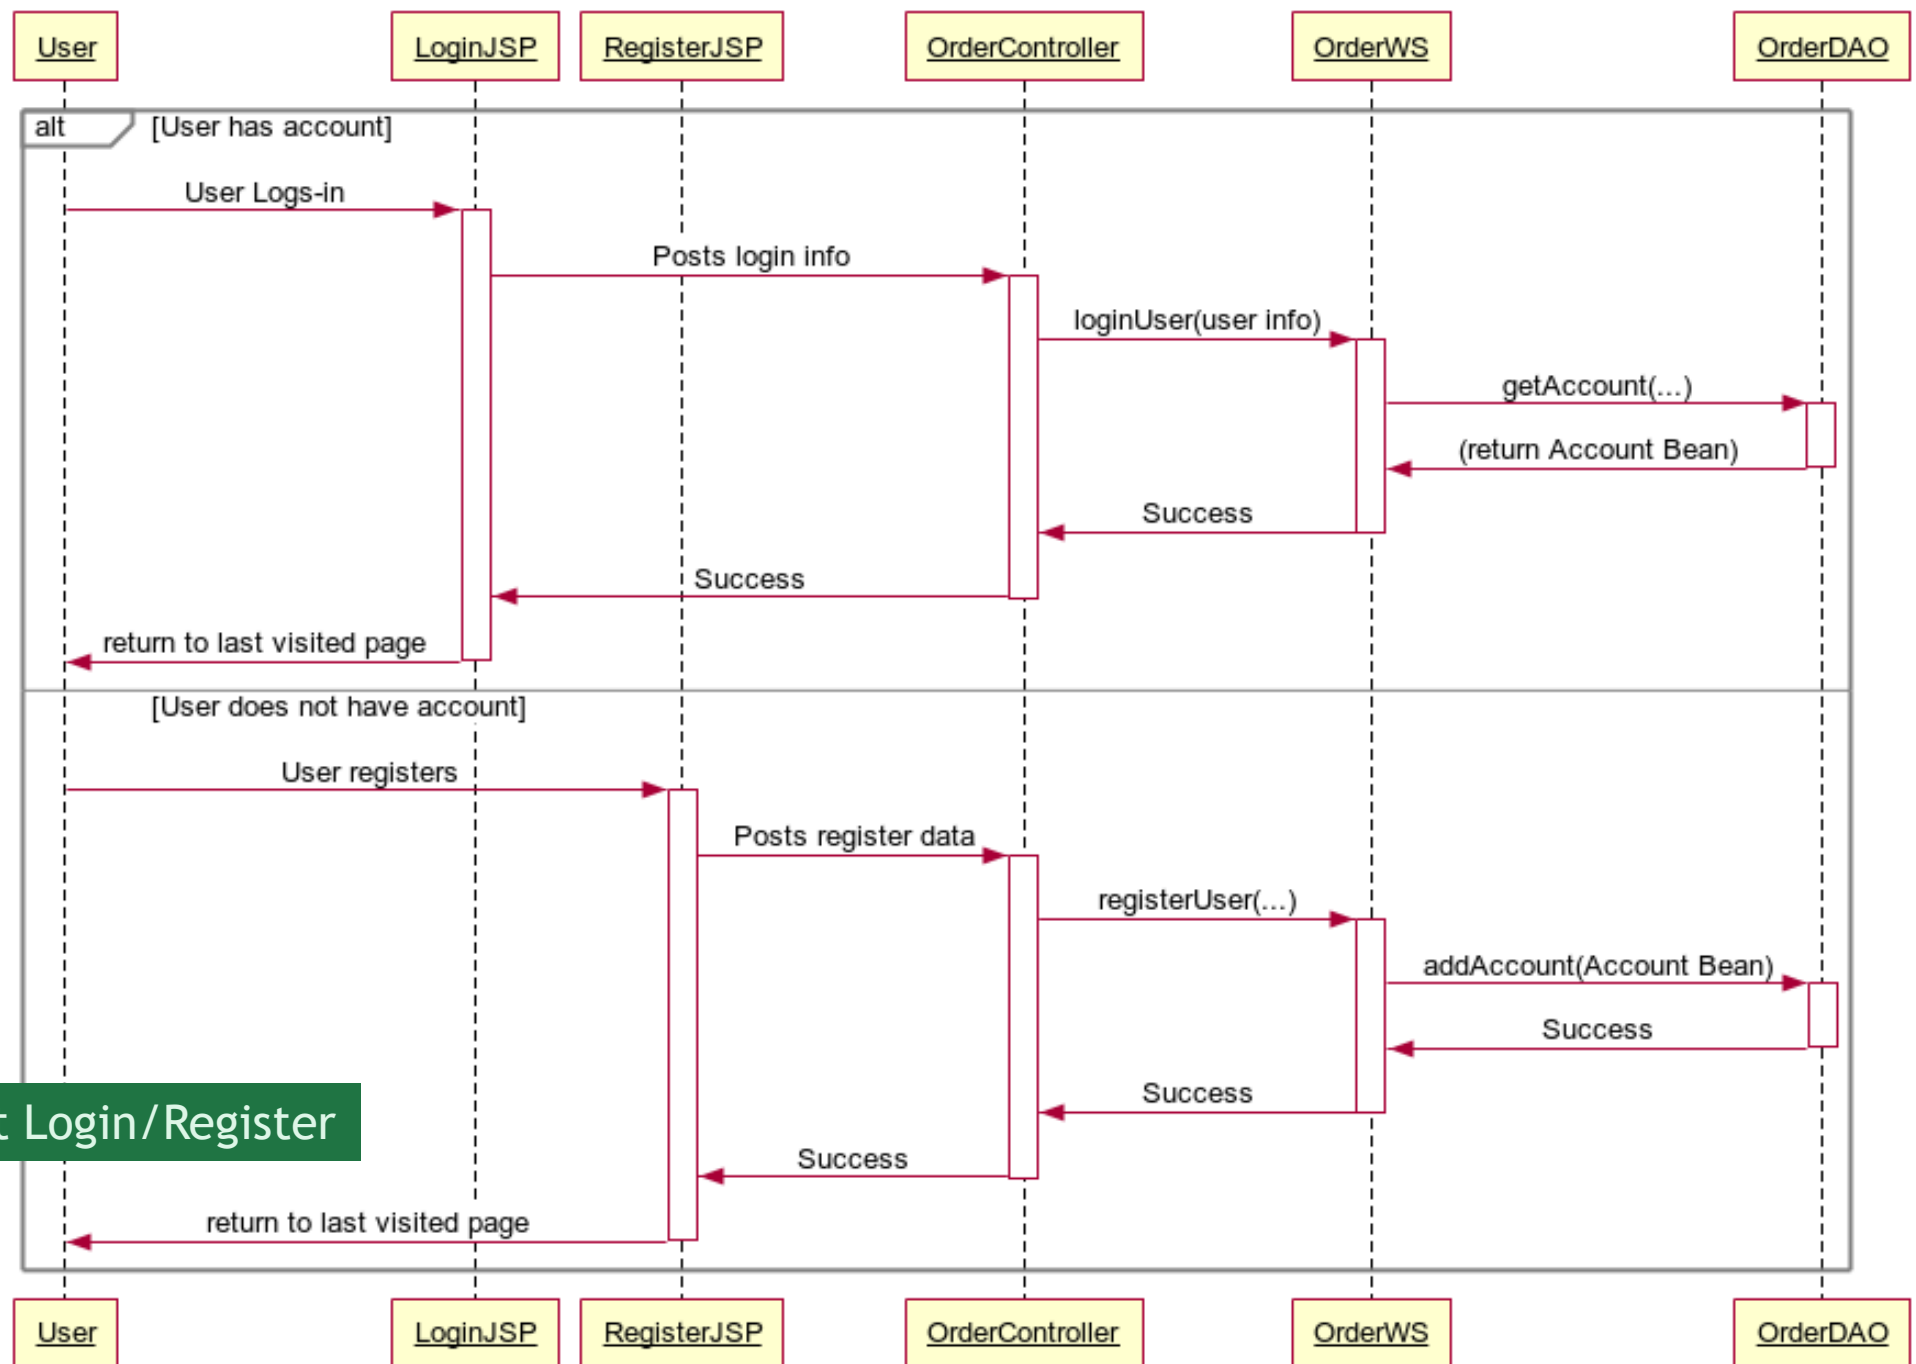 User
LoginJSP
RegisterJSP
OrderController
OrderWS
OrderDAO
alt
[User has account]
User Logs-in
Posts login info
loginUser(user info)
getAccount(...)
(return Account Bean)
Success
Success
return to last visited page
[User does not have account]
User registers
Posts register data
registerUser(...)
addAccount(Account Bean)
Success
Success
t Login/Register
Success
return to last visited page
User
LoginJSP
RegisterJSP
OrderController
OrderWS
OrderDAO